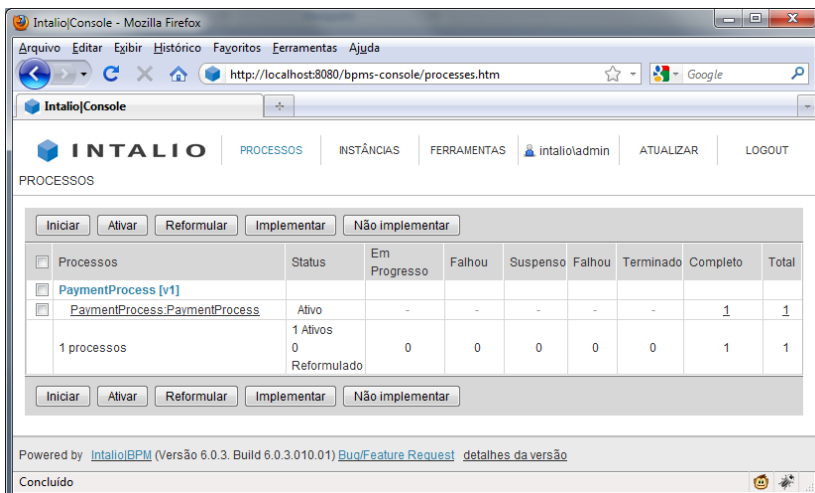 Intalio|Console - Mozilla Firefox
Arquivo Editar Exibir Histórico Favoritos Ferramentas Ajuda
http://localhost:8080/bpms-console/processes.htm Google
Intalio|Console
INTALIO PROCESSOS INSTÂNCIAS FERRAMENTAS intalio\admin ATUALIZAR LOGOUT
PROCESSOS
Iniciar Ativar Reformular Implementar Não implementar
Processos Status Em Progresso Falhou Suspenso Falhou Terminado Completo Total
PaymentProcess [v1]
PaymentProcess:PaymentProcess Ativo - - - - - 1 1
1 processos 1 Ativos 0 Reformulado 0 0 0 0 0 1 1
Iniciar Ativar Reformular Implementar Não implementar
Powered by Intalio|BPM (Versão 6.0.3. Build 6.0.3.010.01) Bug/Feature Request detalhes da versão
Concluído